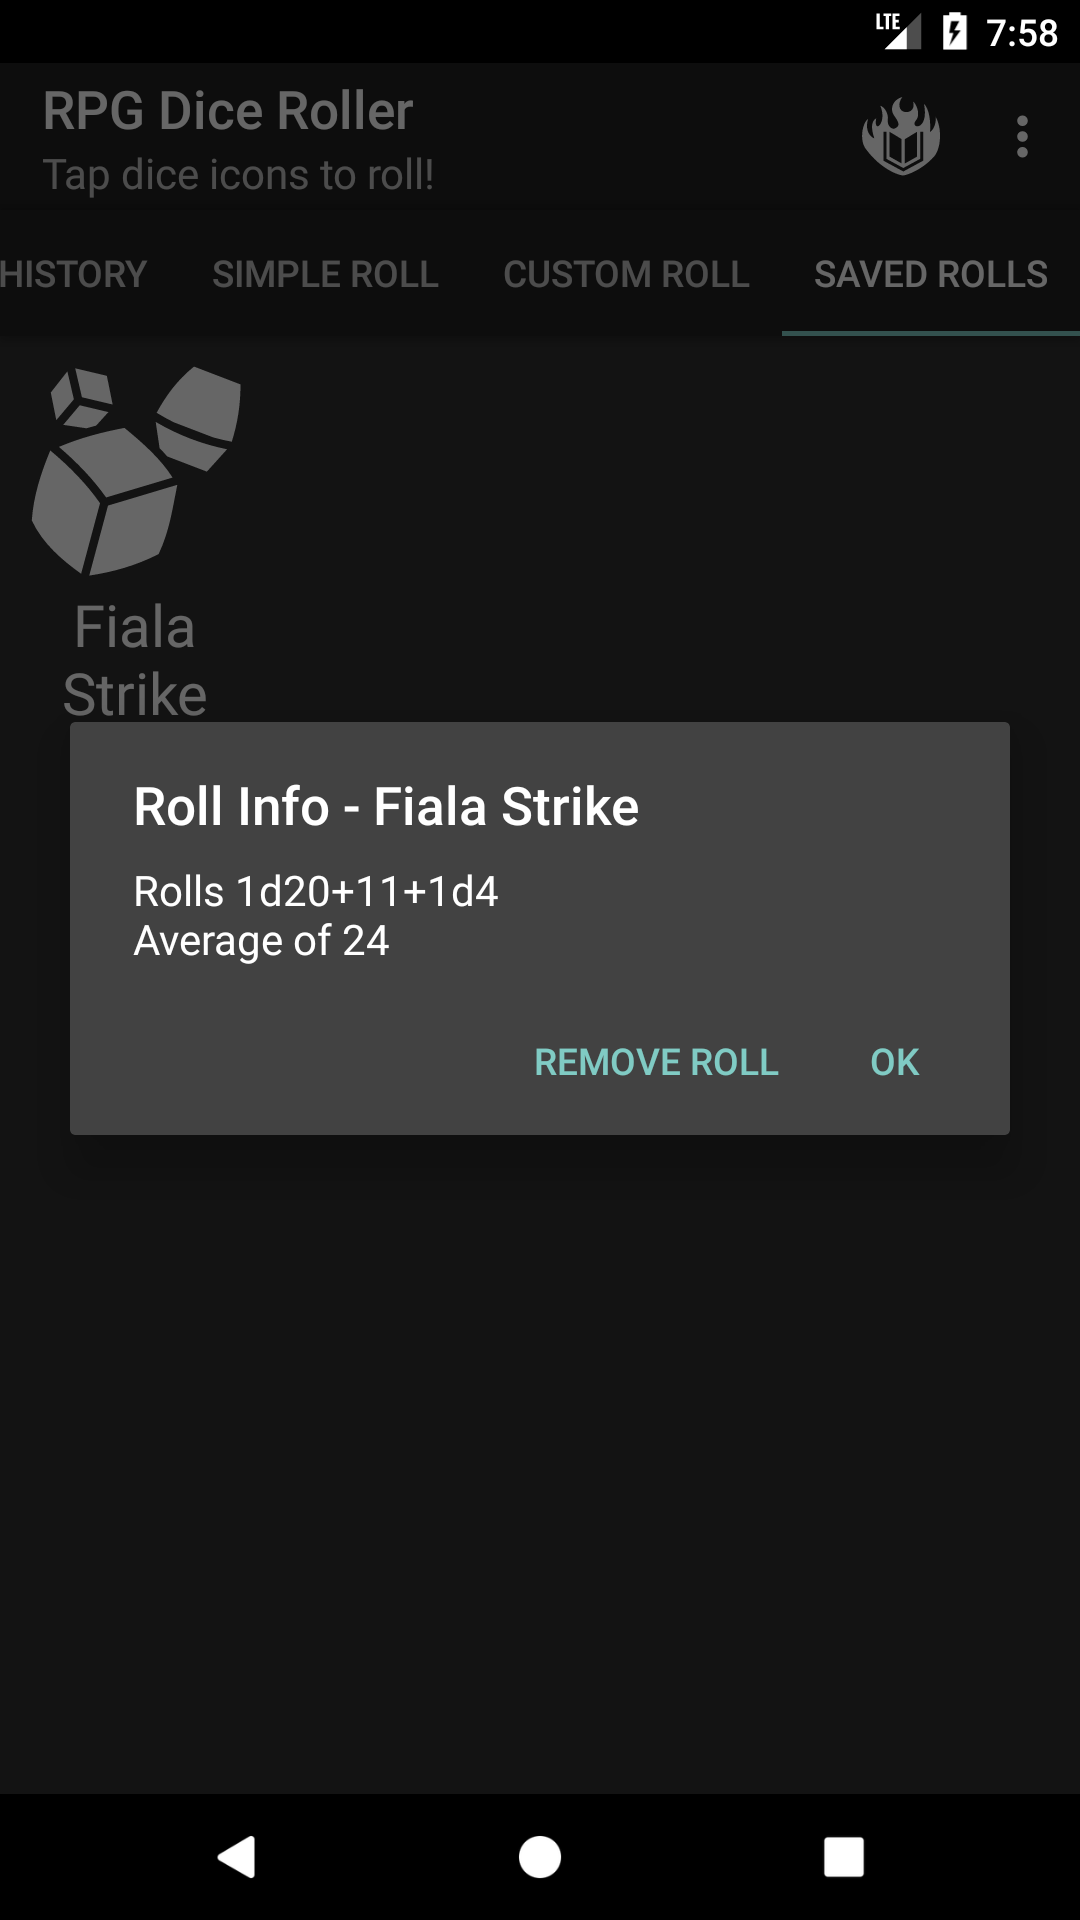 LTE 7:58
RPG Dice Roller
Tap dice icons to roll!
HISTORY SIMPLE ROLL CUSTOM ROLL SAVED ROLLS
Fiala
Strike
Roll Info - Fiala Strike
Rolls 1d20+11+1d4
Average of 24
REMOVE ROLL OK